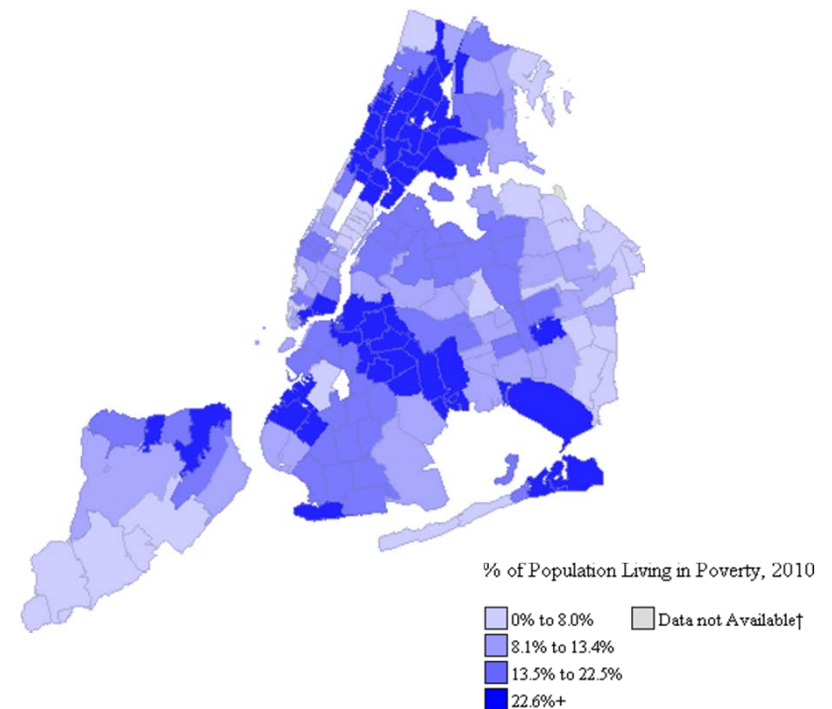 % of Population Living in Poverty, 2010
0% to 8.0%
Data not Available†
8.1% to 13.4%
13.5% to 22.5%
22.6%+